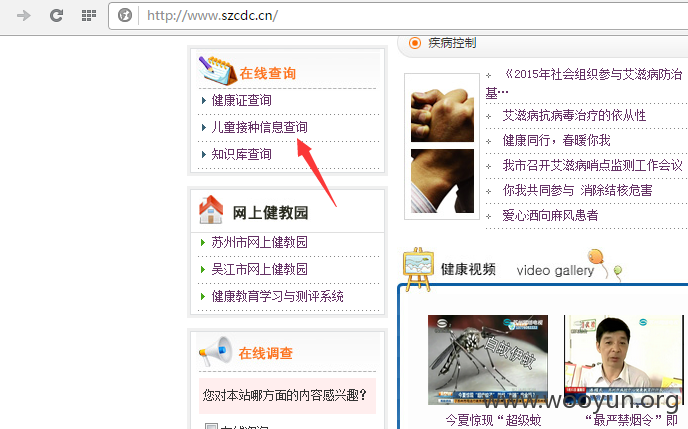 http://www.szcdc.cn/
在线查询
健康证查询
儿童接种信息查询
知识库查询
网上健教园
苏州市网上健教园
吴江市网上健教园
健康教育学习与测评系统
在线调查
您对本站哪方面的内容感兴趣？
疾病控制
《2015年社会组织参与艾滋病防治
基…
艾滋病抗病毒治疗的依从性
健康同行，春暖你我
我市召开艾滋病哨点监测工作会议
你我共同参与 消除结核危害
爱心洒向麻风患者
健康视频 video gallery
白蚊伊蚊
今夏惊现“超级蚊
“最严禁烟令”即
www.wooyun.org